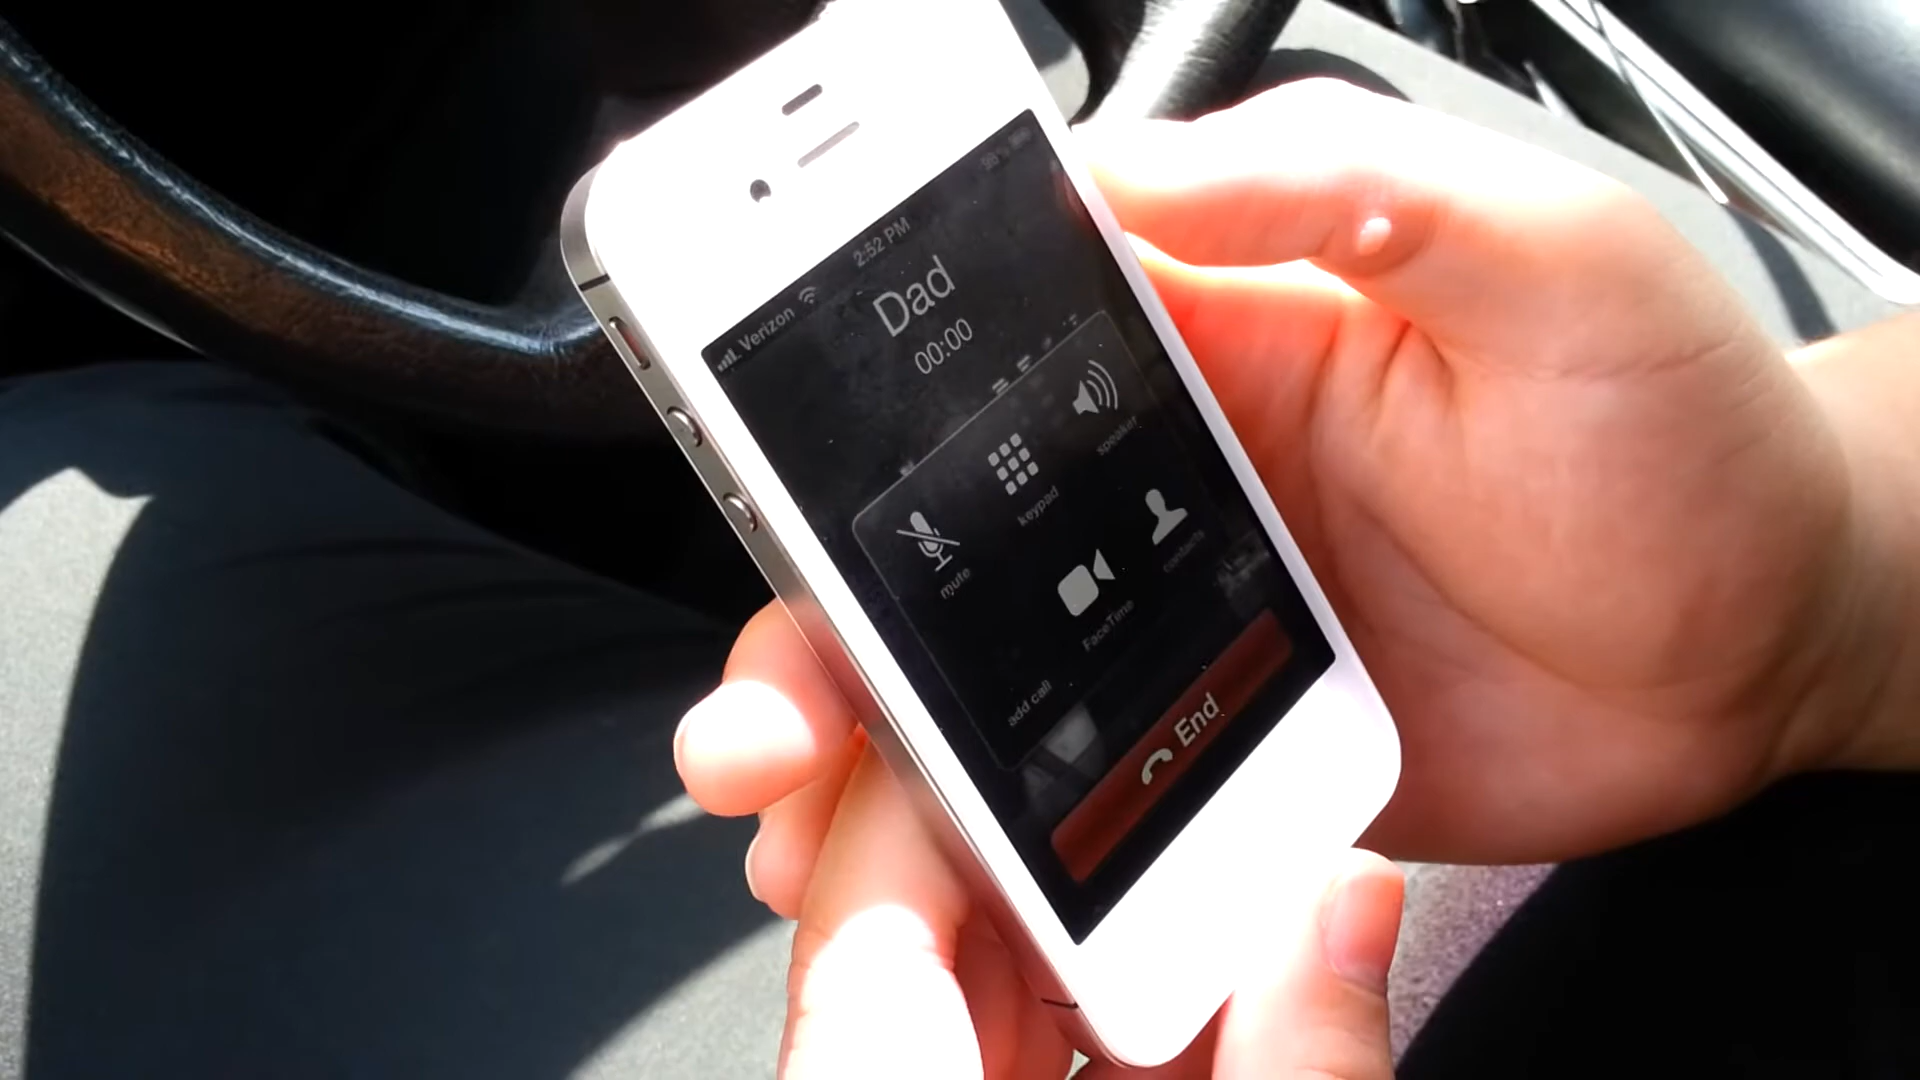 Verizon 2:52 PM
Dad
00:00
mute keypad speaker
add call FaceTime contacts
End